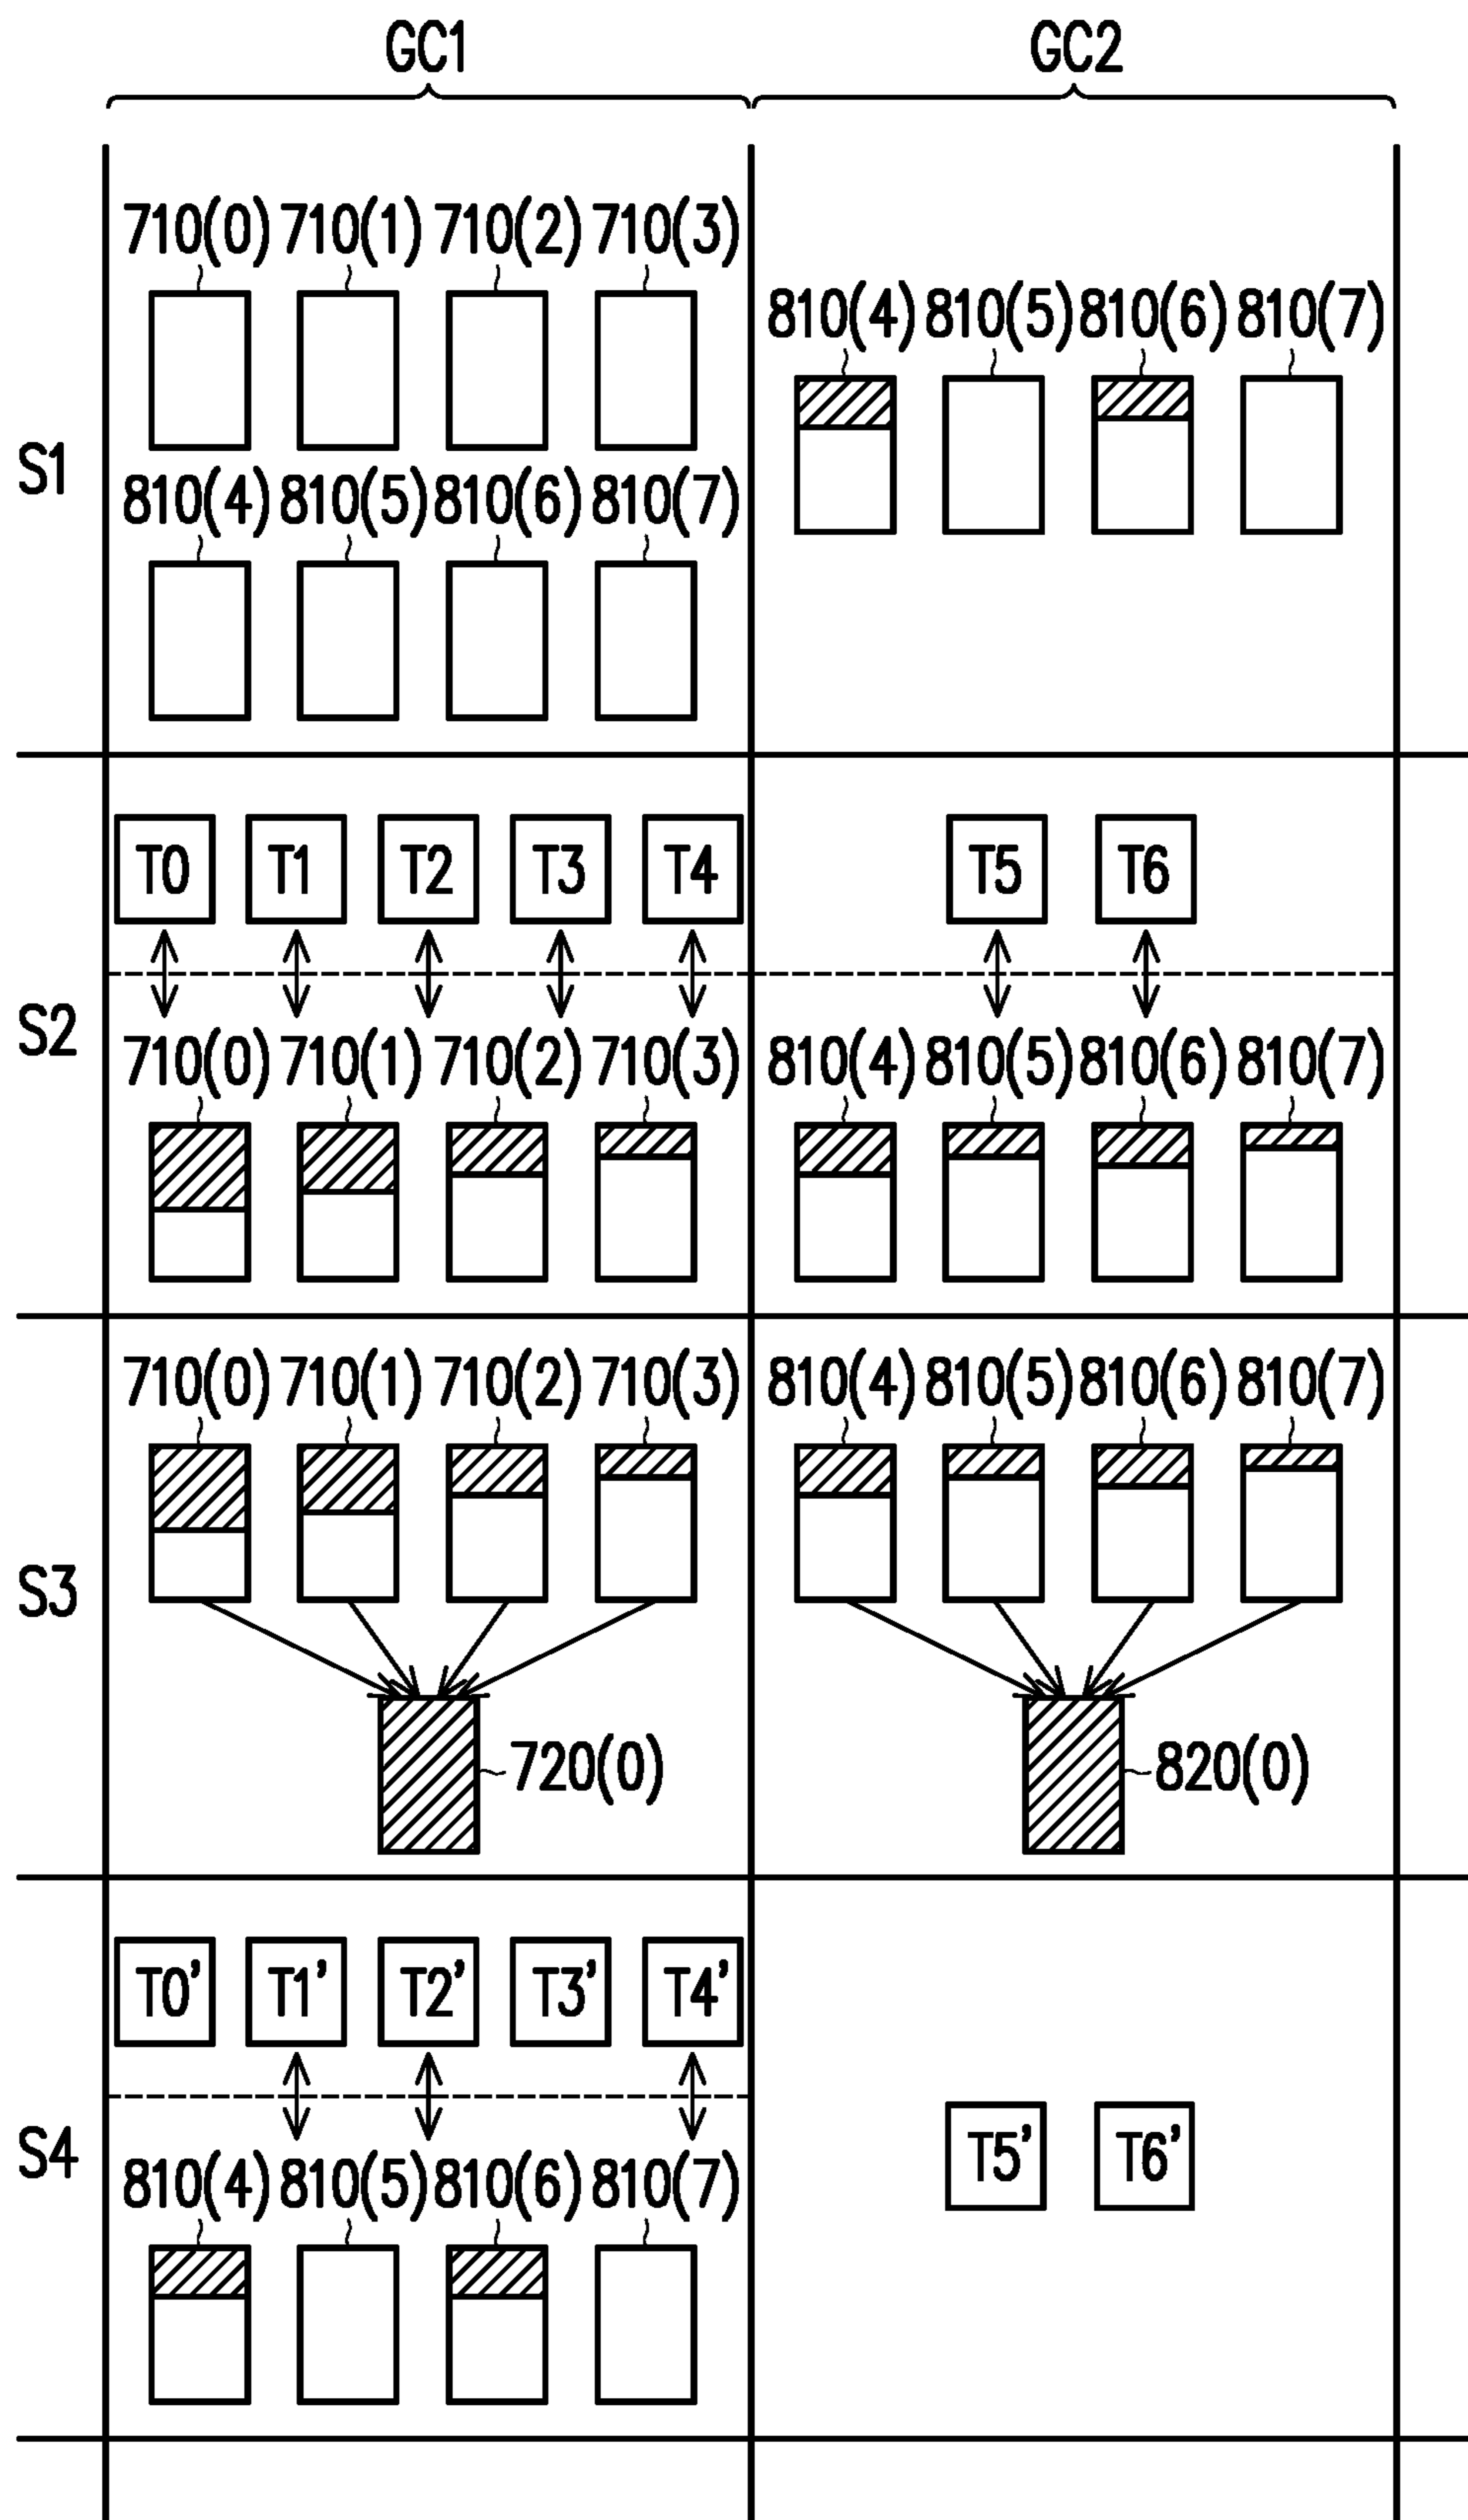 GC1 GC2
710(0) 710(1) 710(2) 710(3)
810(4) 810(5) 810(6) 810(7)
S1
810(4) 810(5) 810(6) 810(7)
T0 T1 T2 T3 T4 T5 T6
S2
710(0) 710(1) 710(2) 710(3) 810(4) 810(5) 810(6) 810(7)
710(0) 710(1) 710(2) 710(3) 810(4) 810(5) 810(6) 810(7)
S3
720(0) 820(0)
T0' T1' T2' T3' T4'
S4
T5' T6'
810(4) 810(5) 810(6) 810(7)